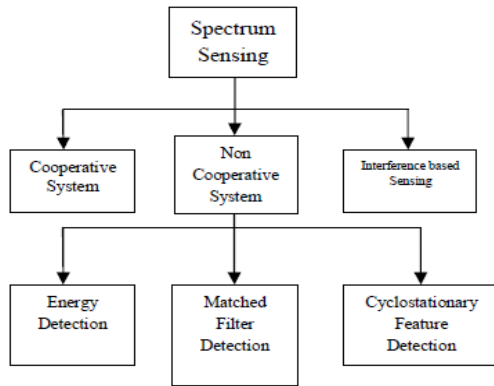 Spectrum
Sensing
Cooperative
System
Non
Cooperative
System
Interference based
Sensing
Energy
Detection
Matched
Filter
Detection
Cyclostationary
Feature
Detection